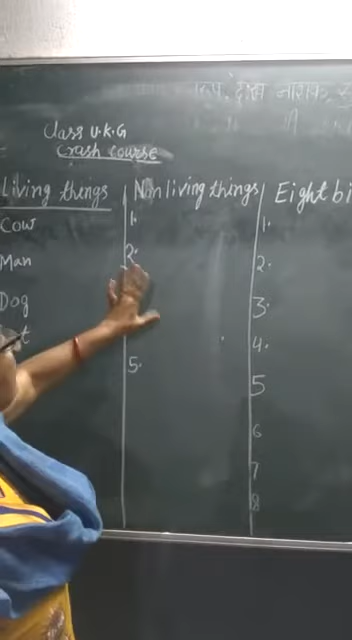 Class U.K.G
Crash course
Living things
Non living things
Eight bi
Cow
Man
Dog
t
1.
2.
5.
1.
2.
3.
4.
5
6
7
8